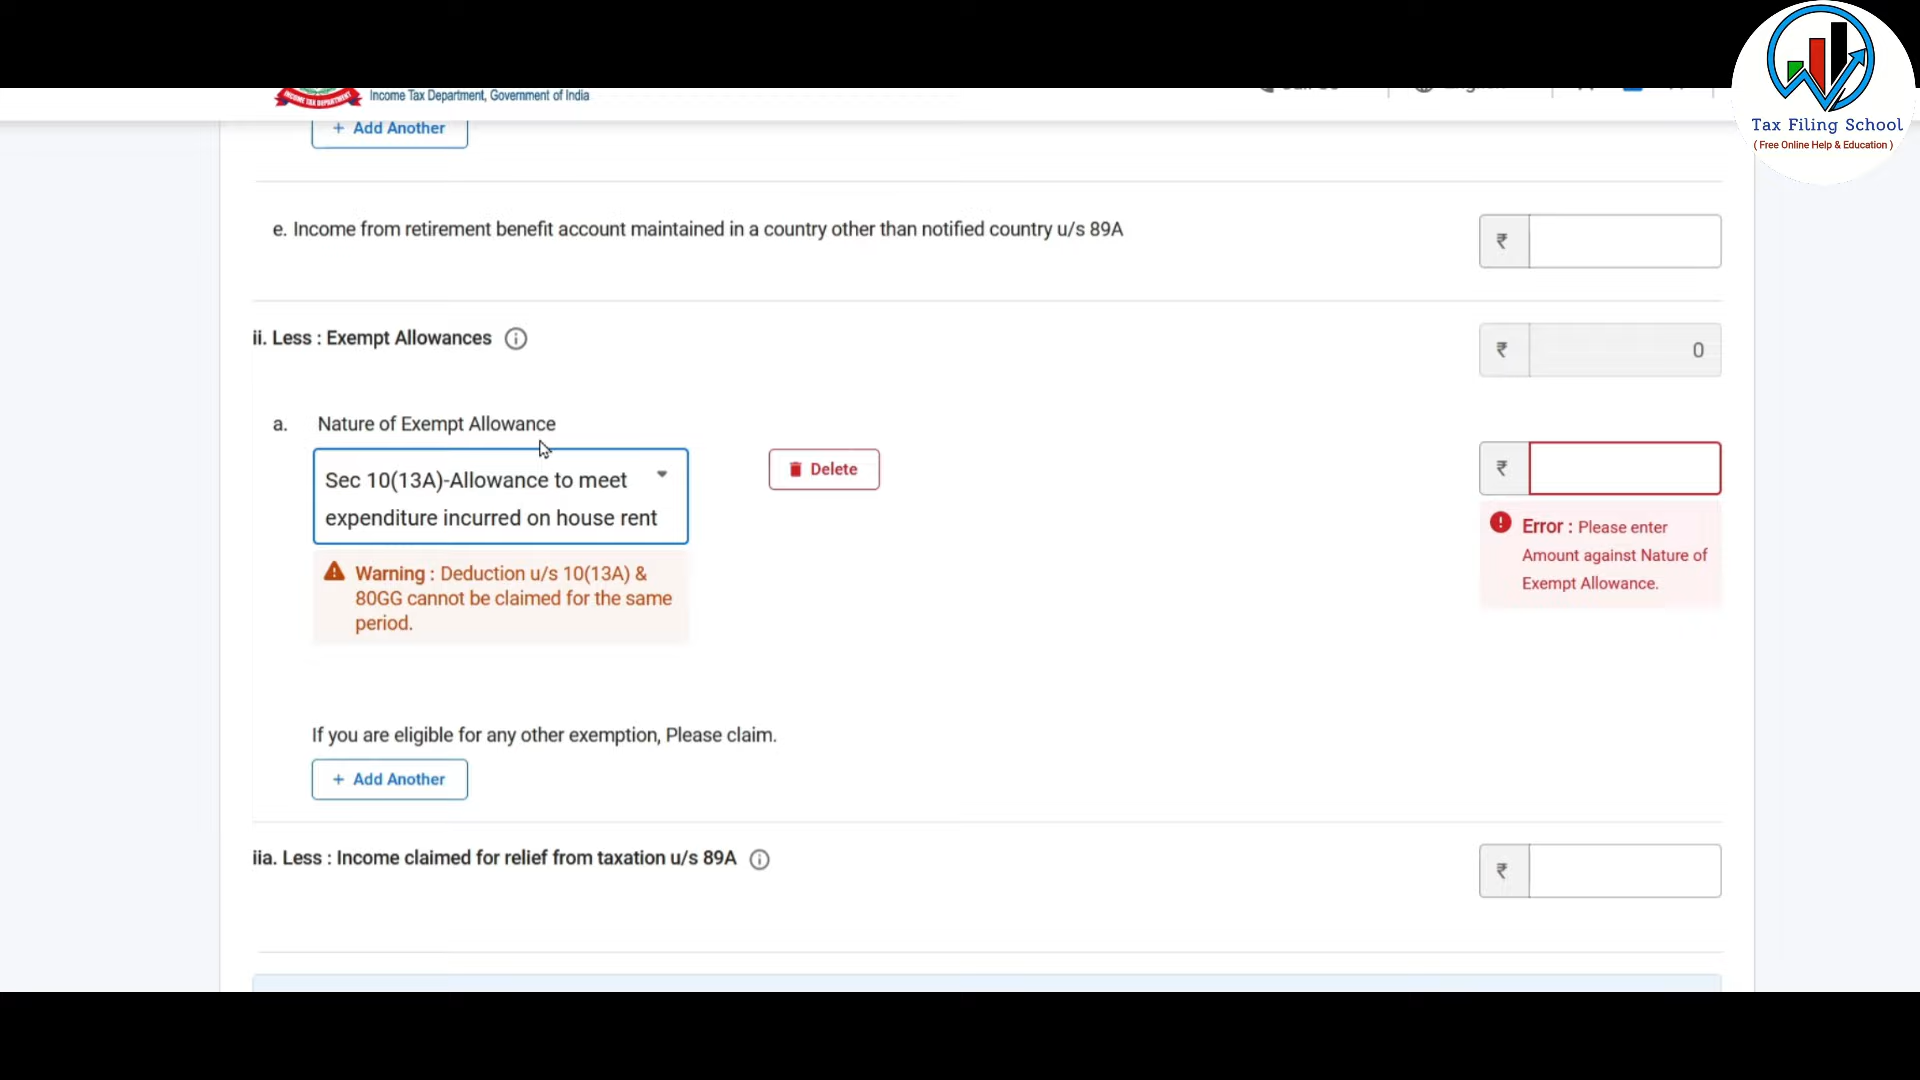 Tax Filing School
( Free Online Help & Education )
INCOME TAX DEPARTMENT
Income Tax Department, Government of India
+ Add Another
e. Income from retirement benefit account maintained in a country other than notified country u/s 89A
₹
ii. Less : Exempt Allowances
₹ 0
a. Nature of Exempt Allowance
Sec 10(13A)-Allowance to meet
expenditure incurred on house rent
Delete
₹
Warning : Deduction u/s 10(13A) &
80GG cannot be claimed for the same
period.
Error : Please enter
Amount against Nature of
Exempt Allowance.
If you are eligible for any other exemption, Please claim.
+ Add Another
iia. Less : Income claimed for relief from taxation u/s 89A
₹